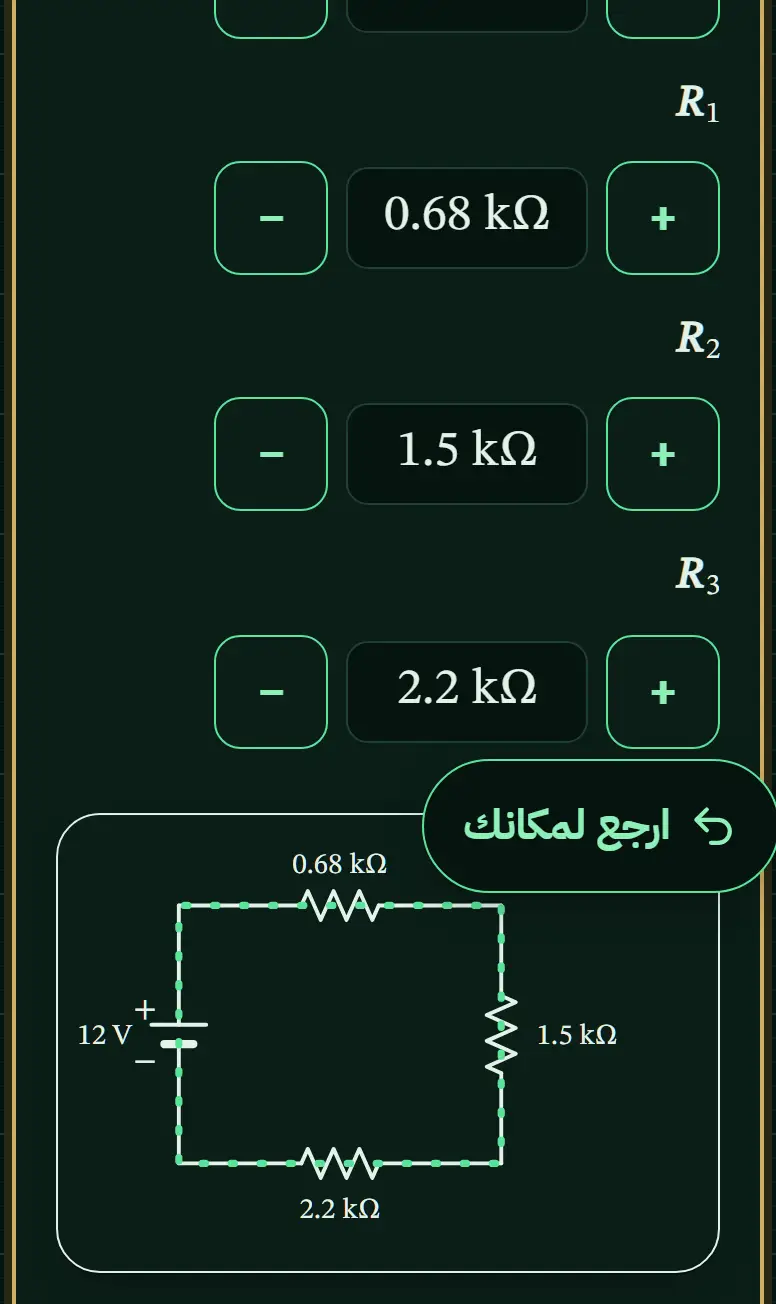 R₁
− 0.68 kΩ +
R₂
− 1.5 kΩ +
R₃
− 2.2 kΩ +
ارجع لمكانك
0.68 kΩ
+
12 V
−
1.5 kΩ
2.2 kΩ